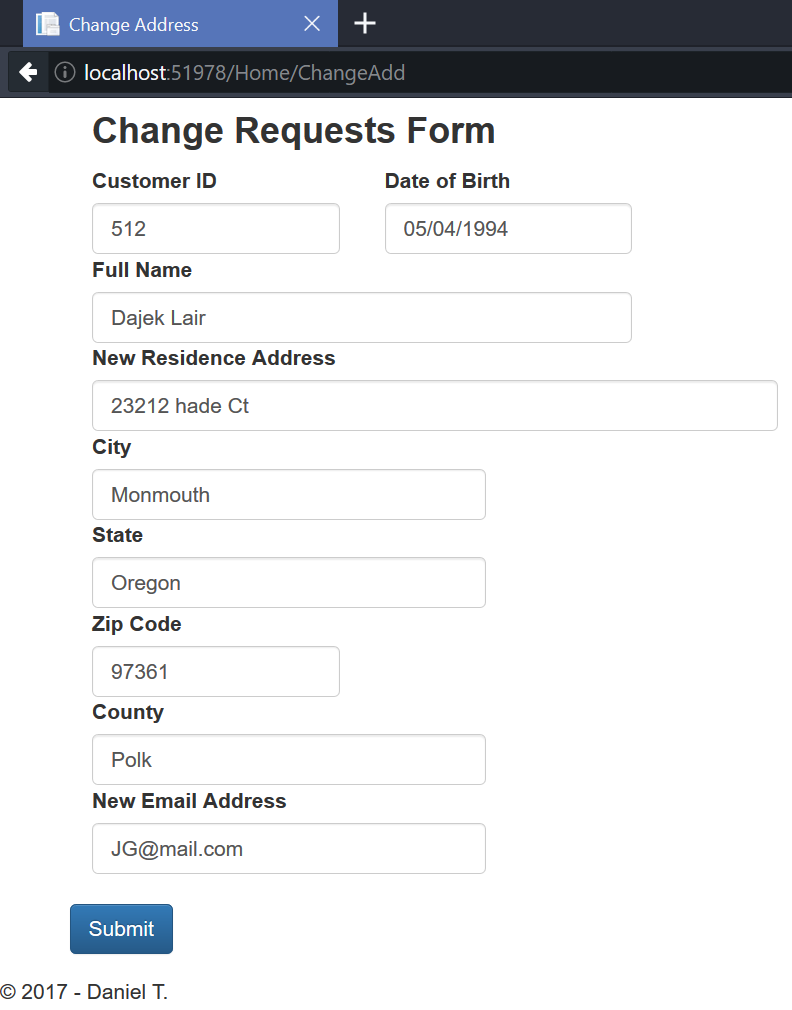 Change Address
localhost:51978/Home/ChangeAdd
Change Requests Form
Customer ID Date of Birth
512 05/04/1994
Full Name
Dajek Lair
New Residence Address
23212 hade Ct
City
Monmouth
State
Oregon
Zip Code
97361
County
Polk
New Email Address
JG@mail.com
Submit
© 2017 - Daniel T.